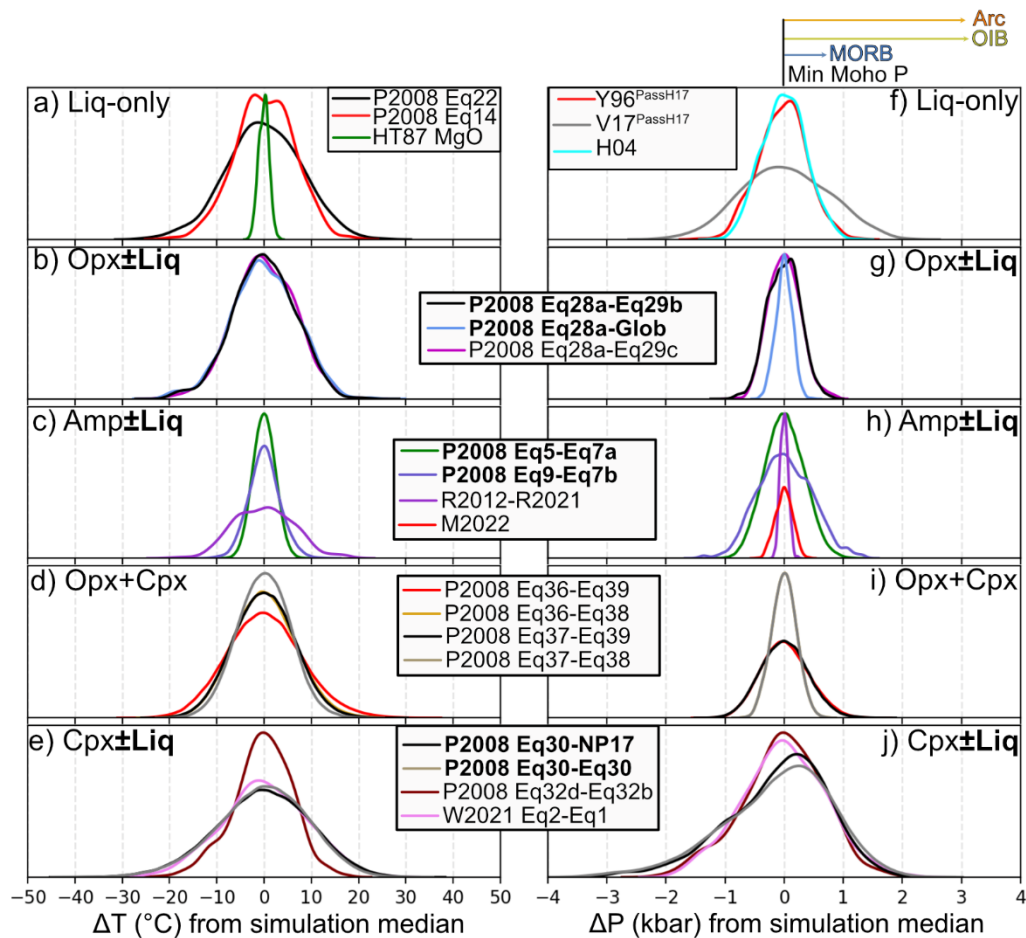 Arc
OIB
MORB
Min Moho P
a) Liq-only
P2008 Eq22
P2008 Eq14
HT87 MgO
Y96PassH17
V17PassH17
H04
f) Liq-only
b) Opx±Liq
g) Opx±Liq
P2008 Eq28a-Eq29b
P2008 Eq28a-Glob
P2008 Eq28a-Eq29c
c) Amp±Liq
h) Amp±Liq
P2008 Eq5-Eq7a
P2008 Eq9-Eq7b
R2012-R2021
M2022
d) Opx+Cpx
i) Opx+Cpx
P2008 Eq36-Eq39
P2008 Eq36-Eq38
P2008 Eq37-Eq39
P2008 Eq37-Eq38
e) Cpx±Liq
j) Cpx±Liq
P2008 Eq30-NP17
P2008 Eq30-Eq30
P2008 Eq32d-Eq32b
W2021 Eq2-Eq1
−50 −40 −30 −20 −10 0 10 20 30 40 50
−4 −3 −2 −1 0 1 2 3 4
ΔT (°C) from simulation median
ΔP (kbar) from simulation median